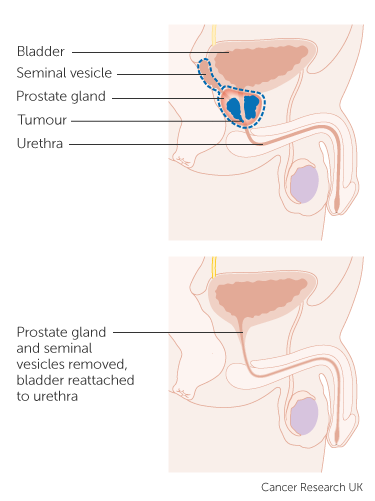 Bladder
Seminal vesicle
Prostate gland
Tumour
Urethra
Prostate gland
and seminal
vesicles removed,
bladder reattached
to urethra
Cancer Research UK